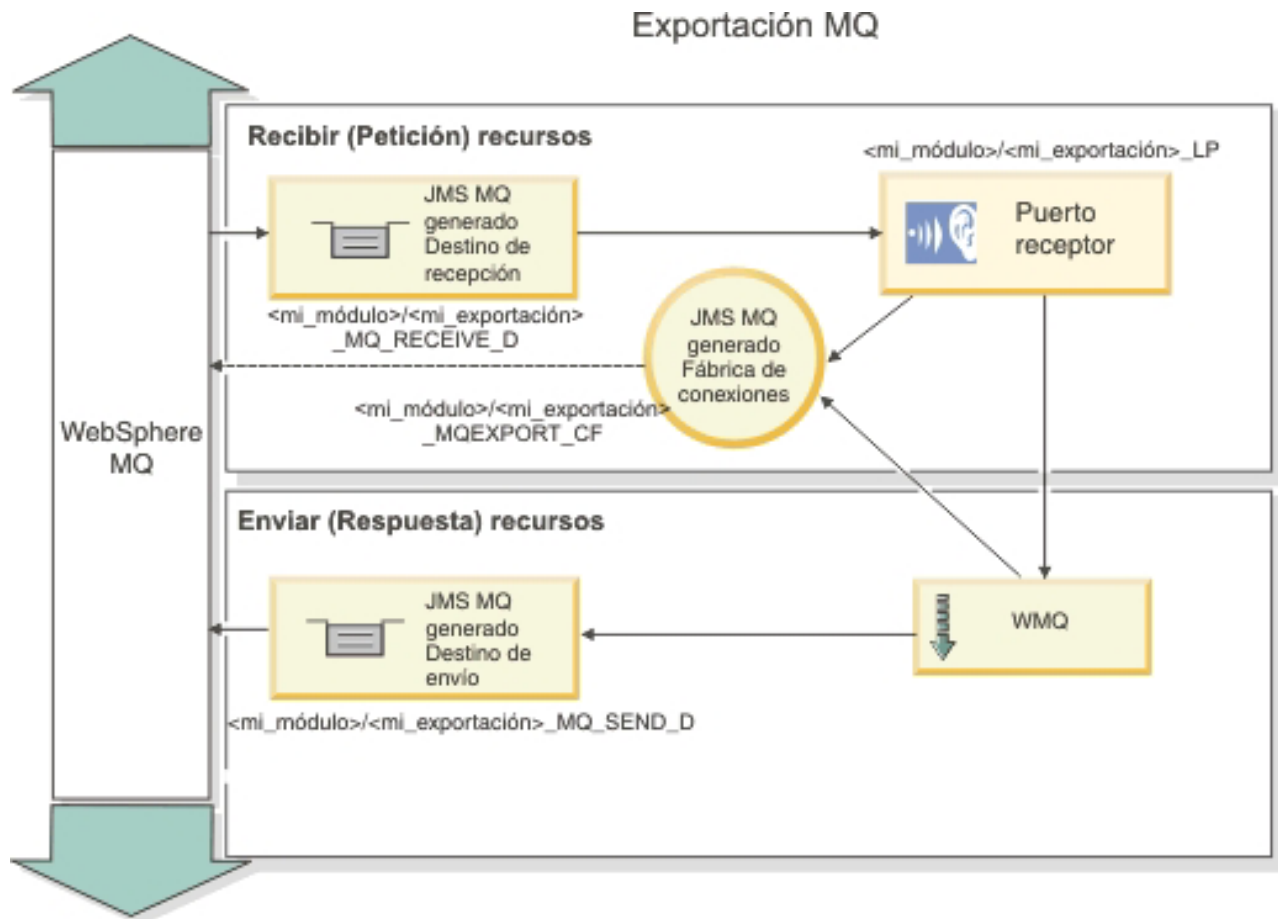 Exportación MQ
Recibir (Petición) recursos
<mi_módulo>/<mi_exportación>_LP
JMS MQ
generado
Destino de
recepción
Puerto
receptor
<mi_módulo>/<mi_exportación>
_MQ_RECEIVE_D
JMS MQ
generado
Fábrica de
conexiones
<mi_módulo>/<mi_exportación>
_MQEXPORT_CF
WebSphere
MQ
Enviar (Respuesta) recursos
JMS MQ
generado
Destino de
envío
WMQ
<mi_módulo>/<mi_exportación>_MQ_SEND_D